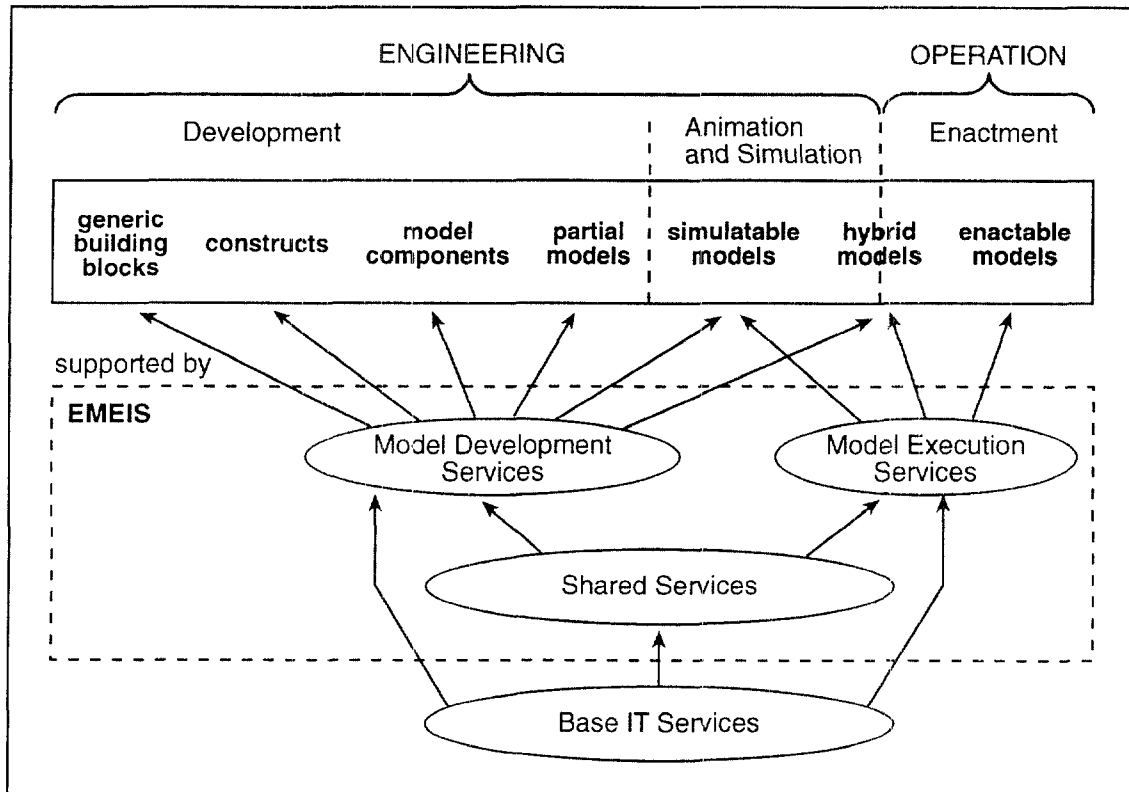 ENGINEERING
OPERATION
Development
Animation
and Simulation
Enactment
generic
building
blocks
constructs
model
components
partial
models
simulatable
models
hybrid
models
enactable
models
supported by
EMEIS
Model Development
Services
Model Execution
Services
Shared Services
Base IT Services